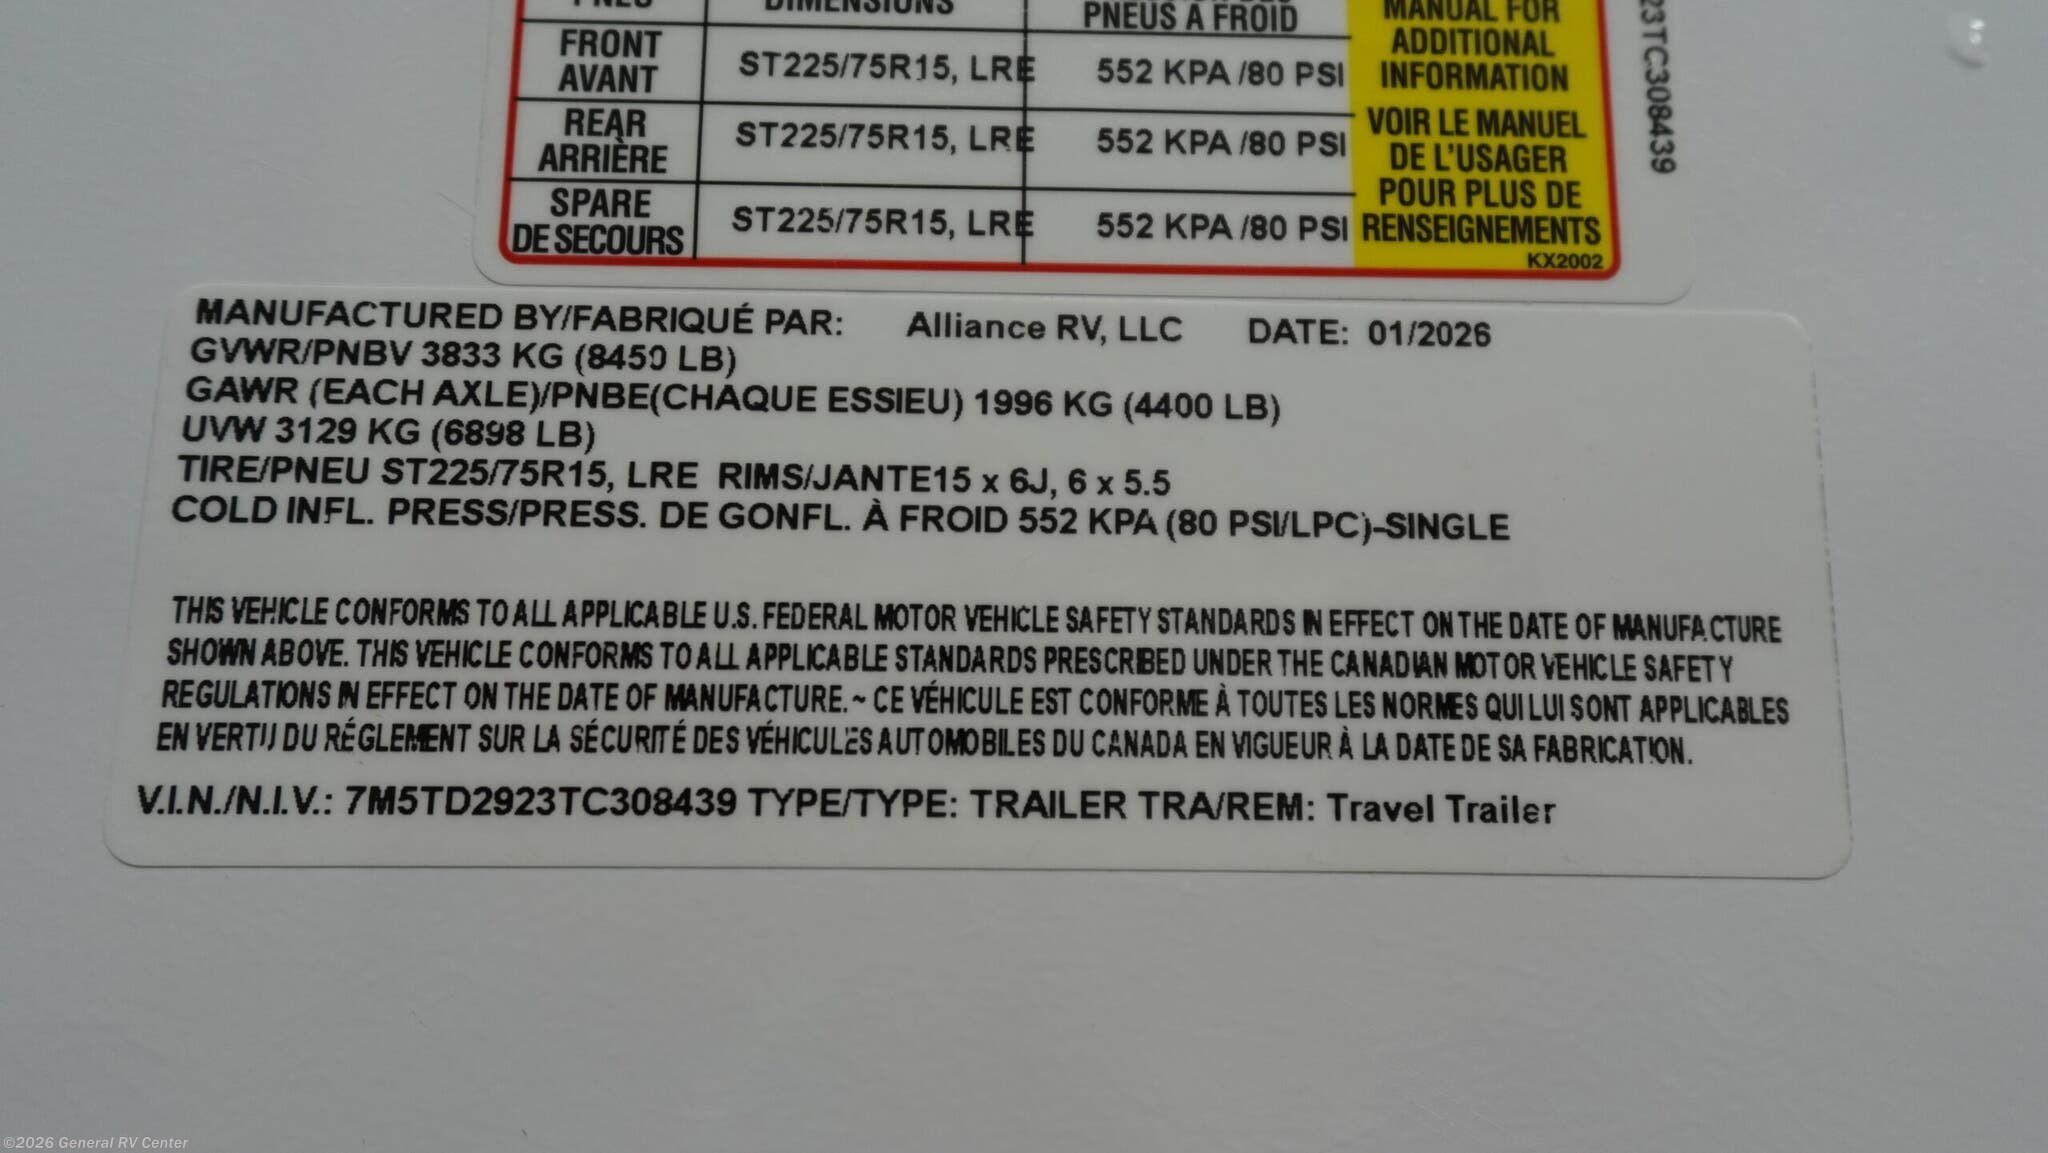 DIMENSIONS
PNEUS A FROID
MANUAL FOR
ADDITIONAL
INFORMATION
FRONT
AVANT
ST225/75R15, LRE
552 KPA /80 PSI
REAR
ARRIÈRE
ST225/75R15, LRE
552 KPA /80 PSI
VOIR LE MANUEL
DE L'USAGER
POUR PLUS DE
RENSEIGNEMENTS
SPARE
DE SECOURS
ST225/75R15, LRE
552 KPA /80 PSI
KX2002
23TC308439
MANUFACTURED BY/FABRIQUÉ PAR: Alliance RV, LLC DATE: 01/2026
GVWR/PNBV 3833 KG (8450 LB)
GAWR (EACH AXLE)/PNBE(CHAQUE ESSIEU) 1996 KG (4400 LB)
UVW 3129 KG (6898 LB)
TIRE/PNEU ST225/75R15, LRE RIMS/JANTE15 x 6J, 6 x 5.5
COLD INFL. PRESS/PRESS. DE GONFL. À FROID 552 KPA (80 PSI/LPC)-SINGLE
THIS VEHICLE CONFORMS TO ALL APPLICABLE U.S. FEDERAL MOTOR VEHICLE SAFETY STANDARDS IN EFFECT ON THE DATE OF MANUFACTURE
SHOWN ABOVE. THIS VEHICLE CONFORMS TO ALL APPLICABLE STANDARDS PRESCRIBED UNDER THE CANADIAN MOTOR VEHICLE SAFETY
REGULATIONS IN EFFECT ON THE DATE OF MANUFACTURE. ~ CE VÉHICULE EST CONFORME À TOUTES LES NORMES QUI LUI SONT APPLICABLES
EN VERTU DU RÉGLEMENT SUR LA SÉCURITÉ DES VÉHICULES AUTOMOBILES DU CANADA EN VIGUEUR À LA DATE DE SA FABRICATION.
V.I.N./N.I.V.: 7M5TD2923TC308439 TYPE/TYPE: TRAILER TRA/REM: Travel Trailer
©2026 General RV Center